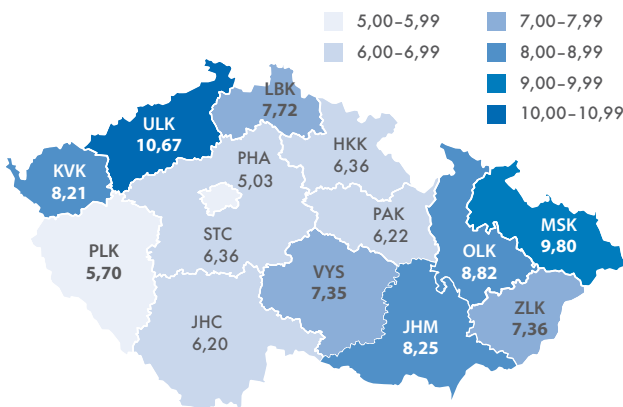 5,00–5,99
6,00–6,99
7,00–7,99
8,00–8,99
9,00–9,99
10,00–10,99
LBK
7,72
ULK
10,67
HKK
6,36
PHA
5,03
KVK
8,21
PAK
6,22
MSK
9,80
STC
6,36
PLK
5,70
OLK
8,82
VYS
7,35
ZLK
7,36
JHC
6,20
JHM
8,25